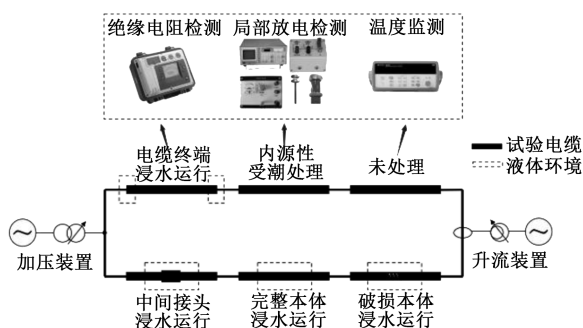 绝缘电阻检测 局部放电检测 温度监测
电缆终端 内源性 未处理
浸水运行 受潮处理
试验电缆
液体环境
加压装置 升流装置
中间接头 完整本体 破损本体
浸水运行 浸水运行 浸水运行